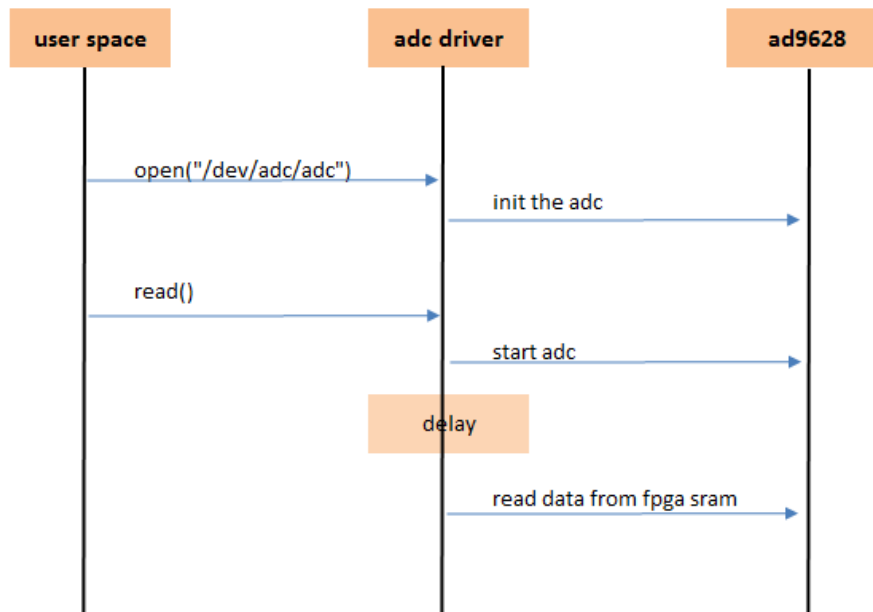 user space
adc driver
ad9628
open("/dev/adc/adc")
init the adc
read()
start adc
delay
read data from fpga sram